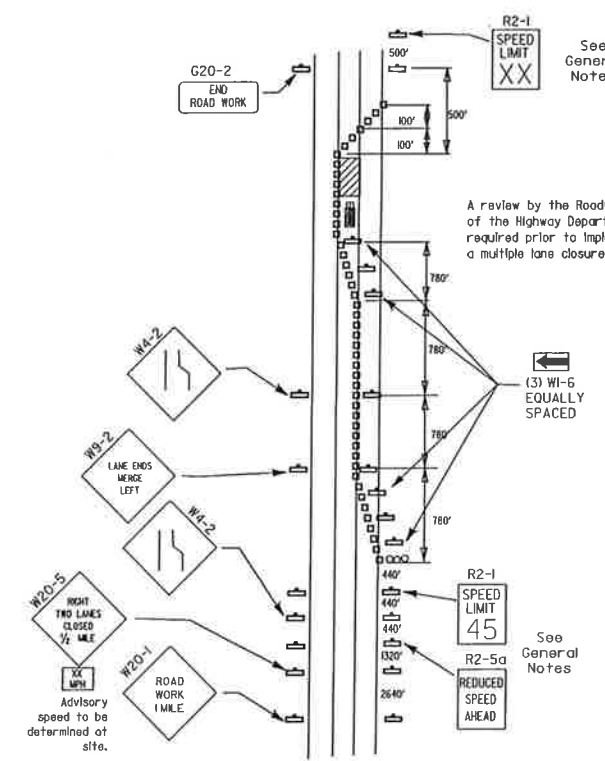 R2-1
SPEED
LIMIT
XX
See
General
Note
500'
G20-2
END
ROAD WORK
500'
100'
100'
A review by the Road
of the Highway Depart
required prior to impl
a multiple lane closure
780'
W4-2
780'
(3) W1-6
EQUALLY
SPACED
W9-2
LANE ENDS
MERGE
LEFT
780'
W4-2
780'
440'
R2-1
SPEED
LIMIT
45
440'
W20-5
RIGHT
TWO LANES
CLOSED
1/2 MILE
440'
See
General
Notes
1320'
R2-5a
REDUCED
SPEED
AHEAD
XX
MPH
W20-1
ROAD
WORK
1 MILE
2640'
Advisory
speed to be
determined at
site.